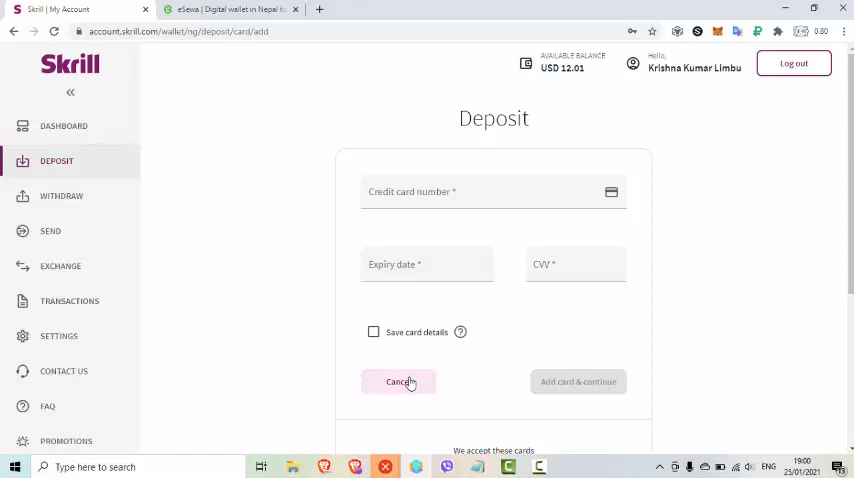 Skrill | My Account
eSewa | Digital wallet in Nepal f
account.skrill.com/wallet/ng/deposit/card/add
0.80
Skrill
AVAILABLE BALANCE
USD 12.01
Hello,
Krishna Kumar Limbu
Log out
DASHBOARD
DEPOSIT
WITHDRAW
SEND
EXCHANGE
TRANSACTIONS
SETTINGS
CONTACT US
FAQ
PROMOTIONS
Deposit
Credit card number *
Expiry date *
CVV *
Save card details
Cancel
Add card & continue
We accept these cards
Type here to search
ENG
19:00
25/01/2021